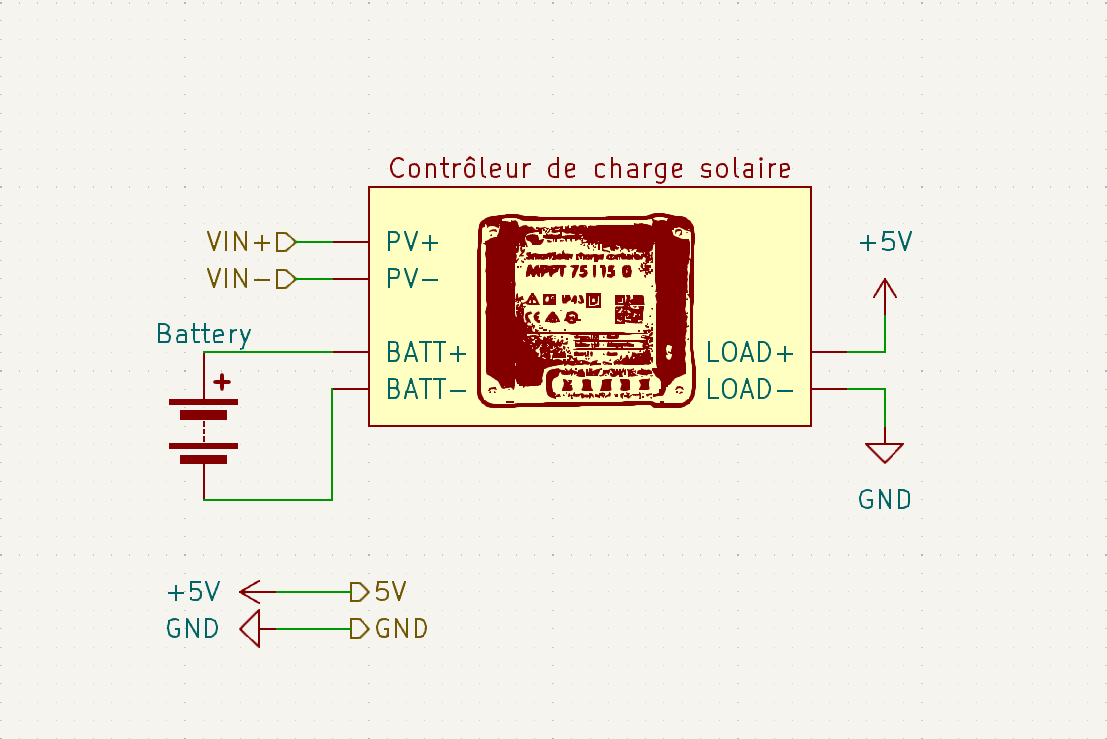 Contrôleur de charge solaire
VIN+
PV+
+5V
VIN-
PV-
SmartSolar charge controller
MPPT 75|15
IP43
Battery
BATT+
LOAD+
BATT-
LOAD-
+
GND
+5V
5V
GND
GND